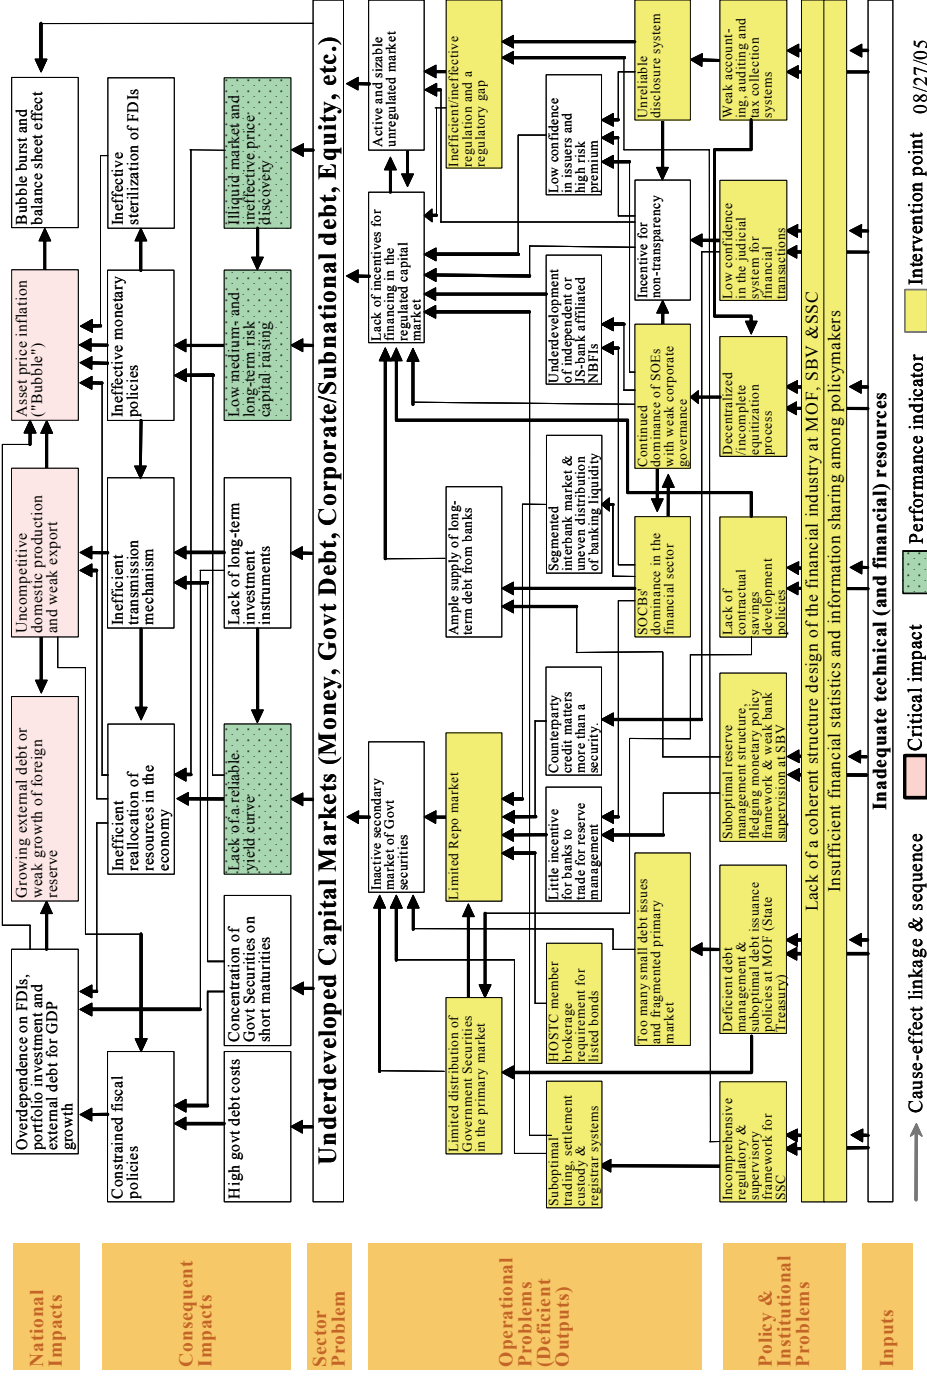 National
Impacts
Overdependence on FDIs,
portfolio investment and
external debt for GDP
growth
Growing external debt or
weak growth of foreign
reserve
Uncompetitive
domestic production
and weak export
Asset price inflation
("Bubble")
Bubble burst and
balance sheet effect
Consequent
Impacts
Constrained fiscal
policies
Inefficient
reallocation of
resources in the
economy
Inefficient
transmission
mechanism
Ineffective monetary
policies
Ineffective
sterilization of FDIs
High govt debt costs
Concentration of
Govt Securities on
short maturities
Lack of a reliable
yield curve
Lack of long-term
investment
instruments
Low medium- and
long-term risk
capital raising
Illiquid market and
ineffective price
discovery
Sector
Problem
Underdeveloped Capital Markets (Money, Govt Debt, Corporate/Subnational debt, Equity, etc.)
Operational
Problems
(Deficient
Outputs)
Inactive secondary
market of Govt
securities
Lack of incentives for
financing in the
regulated capital
market
Active and sizable
unregulated market
Limited distribution of
Government Securities
in the primary market
Limited Repo market
Ample supply of long-
term debt from banks
Inefficient/ineffective
regulation and a
regulatory gap
Suboptimal
trading, settlement
custody &
registrar systems
HOSTC member
brokerage
requirement for
listed bonds
Little incentive
for banks to
trade for reserve
management
Counterparty
credit matters
more than a
security.
Segmented
interbank market &
uneven distribution
of banking liquidity
Underdevelopment
of independent or
JS-bank affiliated
NBFIs
Low confidence
in issuers and
high risk
premium
Too many small debt issues
and fragmented primary
market
SOCBs'
dominance in the
financial sector
Continued
dominance of SOEs
with weak corporate
governance
Incentive for
non-transparency
Unreliable
disclosure system
Policy &
Institutional
Problems
Incomprehensive
regulatory &
supervisory
framework for
SSC
Deficient debt
management &
suboptimal debt issuance
policies at MOF (State
Treasury)
Suboptimal reserve
management structure,
fledging monetary policy
framework & weak bank
supervision at SBV
Lack of
contractual
savings
development
policies
Decentralized
/incomplete
equitization
process
Low confidence
in the judicial
system for
financial
transactions
Weak account-
ing, auditing and
tax collection
systems
Lack of a coherent structure design of the financial industry at MOF, SBV & SSC
Insufficient financial statistics and information sharing among policymakers
Inputs
Inadequate technical (and financial) resources
Cause-effect linkage & sequence
Critical impact
Performance indicator
Intervention point
08/27/05